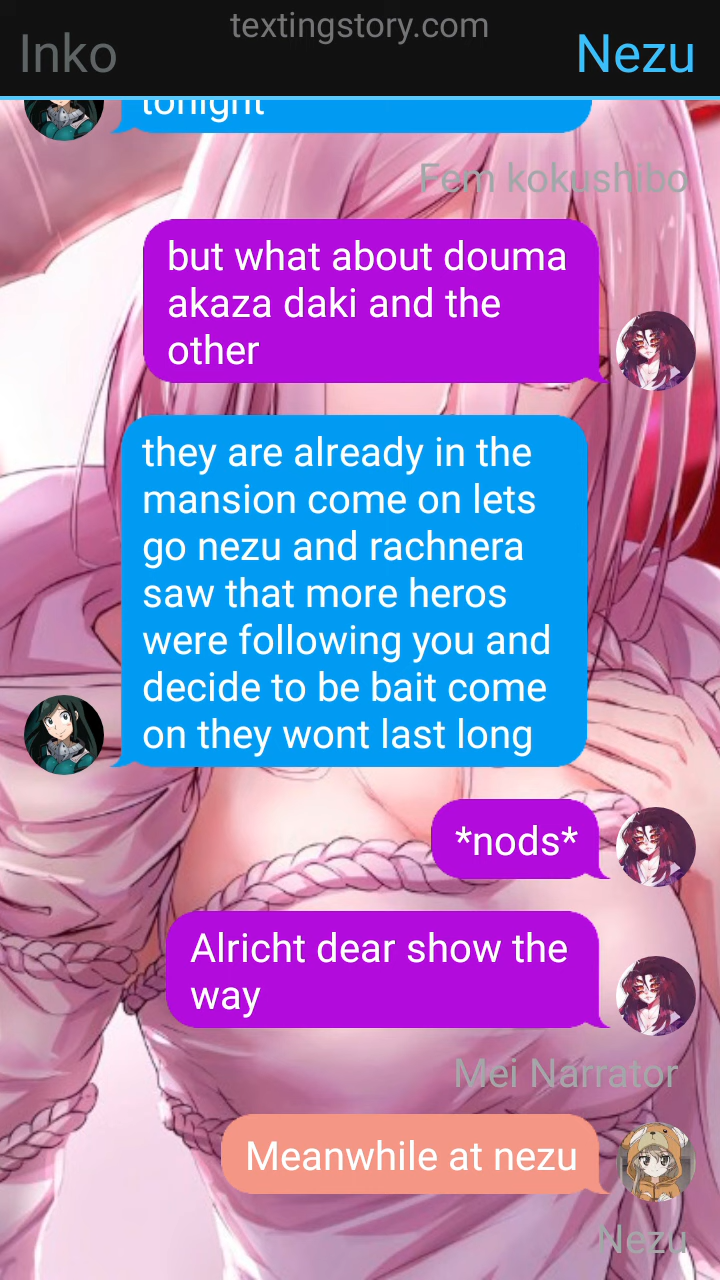 textingstory.com
Inko
Nezu
tonight
Fem kokushibo
but what about douma
akaza daki and the
other
they are already in the
mansion come on lets
go nezu and rachnera
saw that more heros
were following you and
decide to be bait come
on they wont last long
*nods*
Alricht dear show the
way
Mei Narrator
Meanwhile at nezu
Nezu